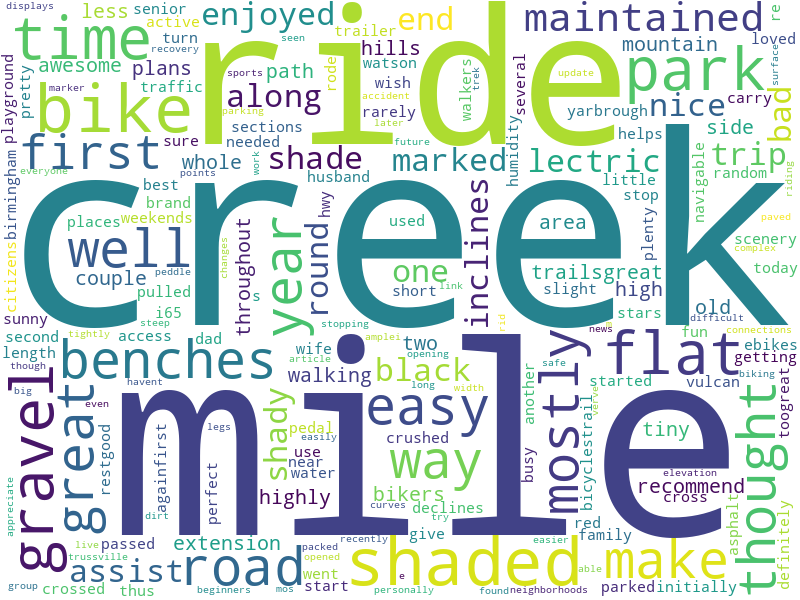 displays
less
senior
enjoyed
end
maintained
re
active
trailer
time
ride
turn
hills
loved
recovery
seen
awesome
plans
path
watson
mountain
park
playground
pretty
traffic
sports
rode
wish
walkers
trek
several
carry
surface
bike
along
marker
parking
accident
rarely
yarbrough
nice
bad
update
later
humidity
sections
needed
helps
side
first
sure
whole
shade
marked
lectric
trip
future
work
everyone
best
points
husband
little
random
birmingham
navigable
citizens
brand
places
weekends
hwy
stop
creek
used
area
plenty
scenery
well
year
one
inclines
complex
paved
riding
couple
changes
link
trailsgreat
today
pulled
throughout
round
short
slight
high
old
peddle
s
i65
stars
sunny
steep
tightly
stopping
amplei
rid
news
difficult
second
access
dad
wife
two
opening
fun
connections
length
article
safe
started
ebikes
though
benches
walking
black
long
another
flat
getting
biking
big
havent
width
vulcan
even
mile
easy
mostly
thought
toogreat
gravel
great
restgood
shady
pedal
legs
againfirst
crushed
easily
way
busy
bicyclestrail
verve
tiny
use
near
perfect
water
highly
bikers
recommend
elevation
cross
appreciate
declines
dirt
curves
try
red
asphalt
definitely
give
family
trussville
live
passed
extension
packed
recently
easier
road
shaded
make
assist
opened
able
went
group
crossed
thus
beginners
mos
start
personally
e
found
neighborhoods
parked
initially